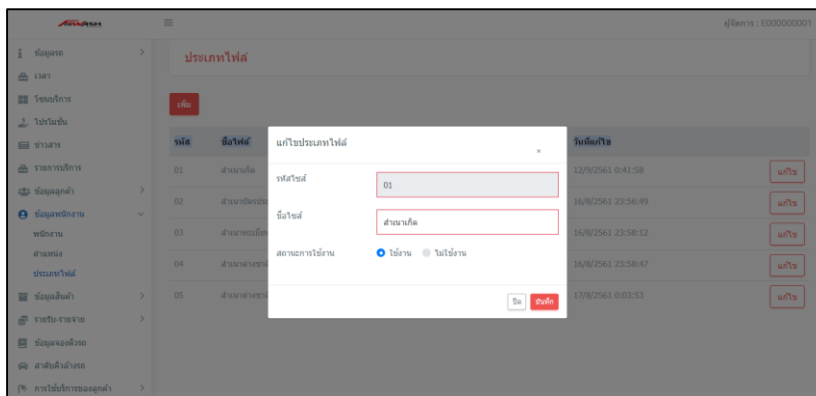 ผู้จัดการ : E000000001
ข้อมูลรถ
เวลา
โซนบริการ
โปรโมชั่น
ข่าวสาร
รายการบริการ
ข้อมูลลูกค้า
ข้อมูลพนักงาน
พนักงาน
ตำแหน่ง
ประเภทไฟล์
ข้อมูลสินค้า
รายรับ-รายจ่าย
ข้อมูลจองคิวรถ
ลำดับคิวล้างรถ
การใช้บริการของลูกค้า
ประเภทไฟล์
เพิ่ม
รหัส ชื่อไฟล์ วันที่แก้ไข
01 สำเนาเกิด 12/9/2561 0:41:58 แก้ไข
02 16/8/2561 23:56:49 แก้ไข
03 16/8/2561 23:58:12 แก้ไข
04 16/8/2561 23:58:47 แก้ไข
05 17/8/2561 0:03:53 แก้ไข
แก้ไขประเภทไฟล์
×
รหัสไซส์ 01
ชื่อไซส์ สำเนาเกิด
สถานะการใช้งาน ใช้งาน ไม่ใช้งาน
ปิด บันทึก